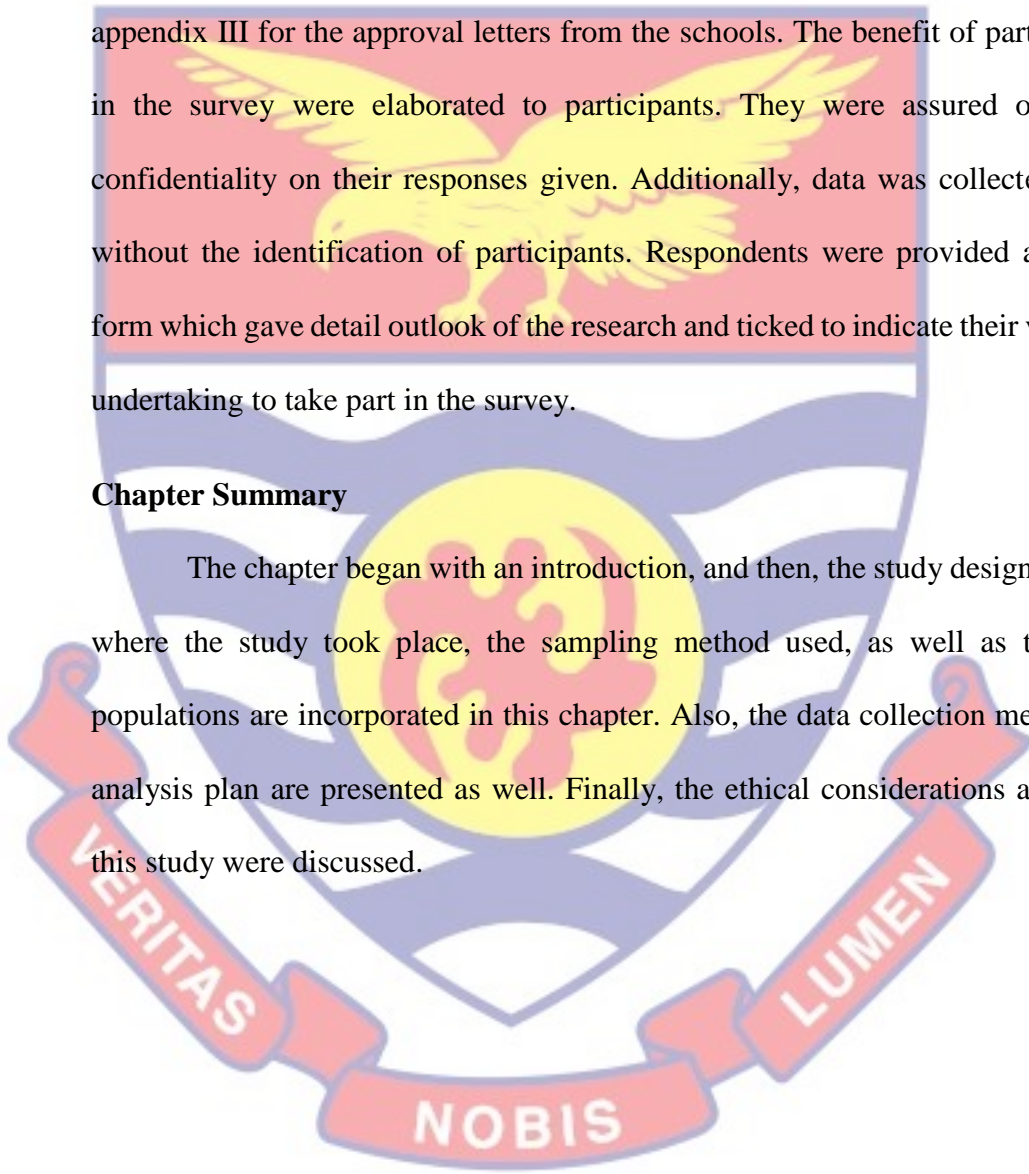 appendix III for the approval letters from the schools. The benefit of part
in the survey were elaborated to participants. They were assured o
confidentiality on their responses given. Additionally, data was collecte
without the identification of participants. Respondents were provided a
form which gave detail outlook of the research and ticked to indicate their v
undertaking to take part in the survey.
Chapter Summary
The chapter began with an introduction, and then, the study design
where the study took place, the sampling method used, as well as t
populations are incorporated in this chapter. Also, the data collection me
analysis plan are presented as well. Finally, the ethical considerations a
this study were discussed.
VERITAS
NOBIS
LUMEN